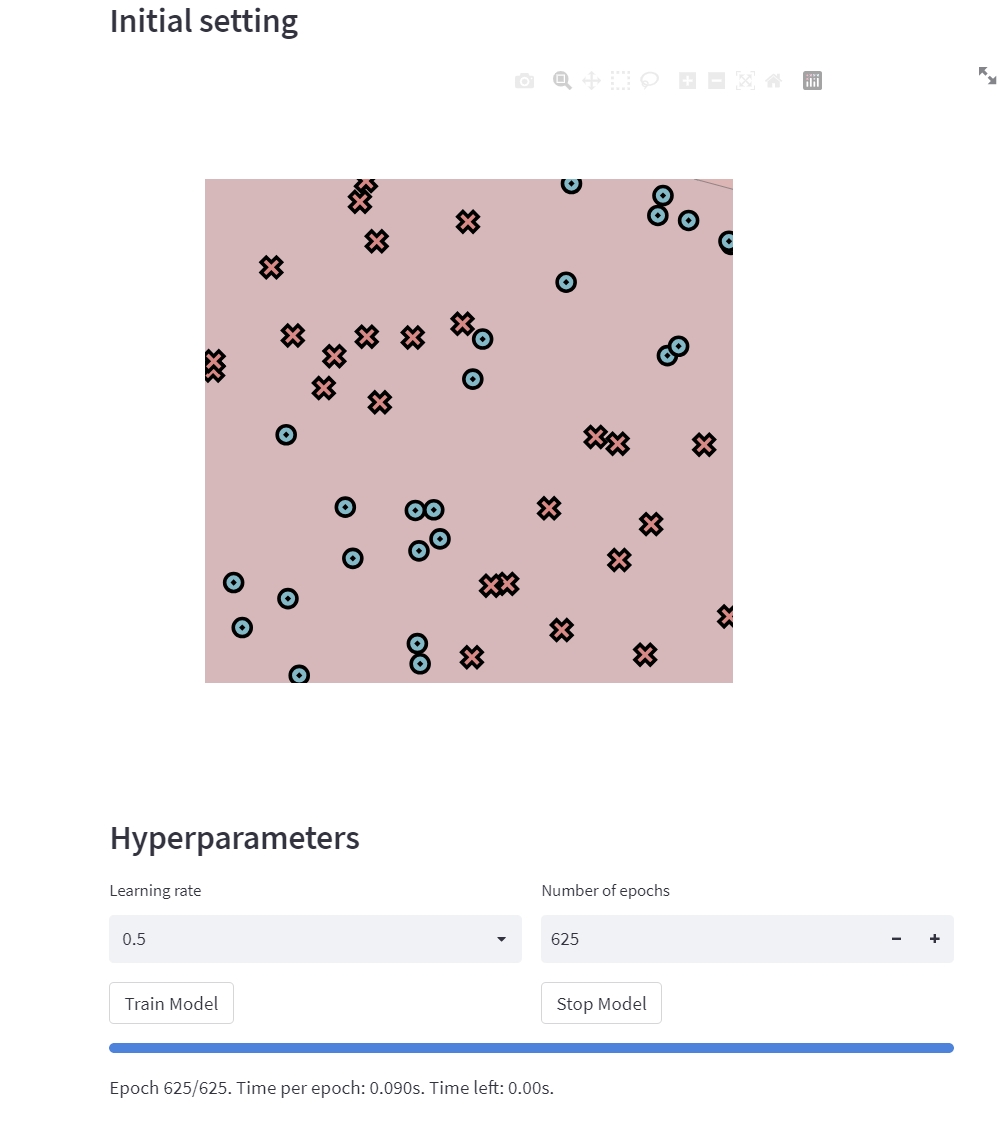 Initial setting
Hyperparameters
Learning rate
Number of epochs
0.5
625
Train Model
Stop Model
Epoch 625/625. Time per epoch: 0.090s. Time left: 0.00s.